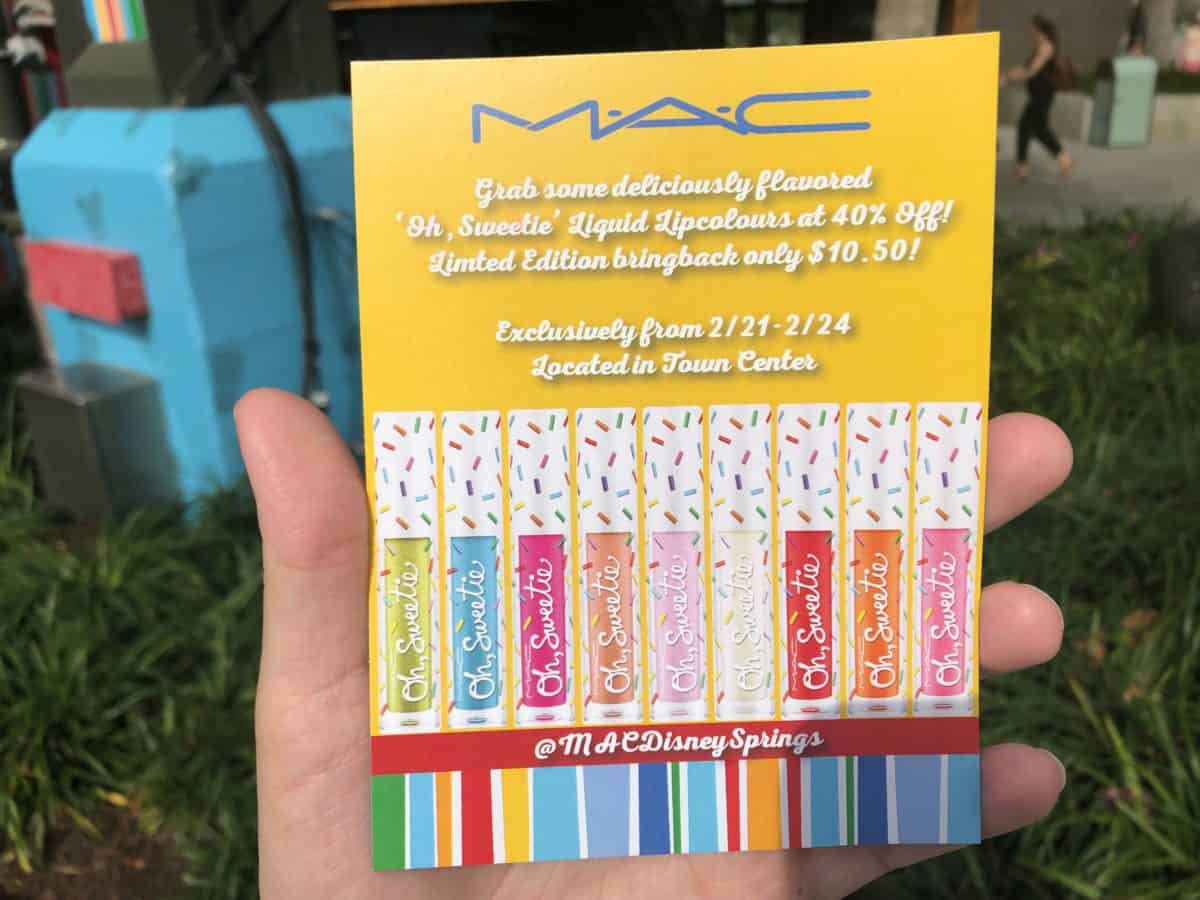 M·A·C
Grab some deliciously flavored
'Oh, Sweetie' Liquid Lipcolours at 40% Off!
Limted Edition bringback only $10.50!
Exclusively from 2/21-2/24
Located in Town Center
Oh, Sweetie
Oh, Sweetie
Oh, Sweetie
Oh, Sweetie
Oh, Sweetie
Oh, Sweetie
Oh, Sweetie
Oh, Sweetie
Oh, Sweetie
@MACDisneySprings